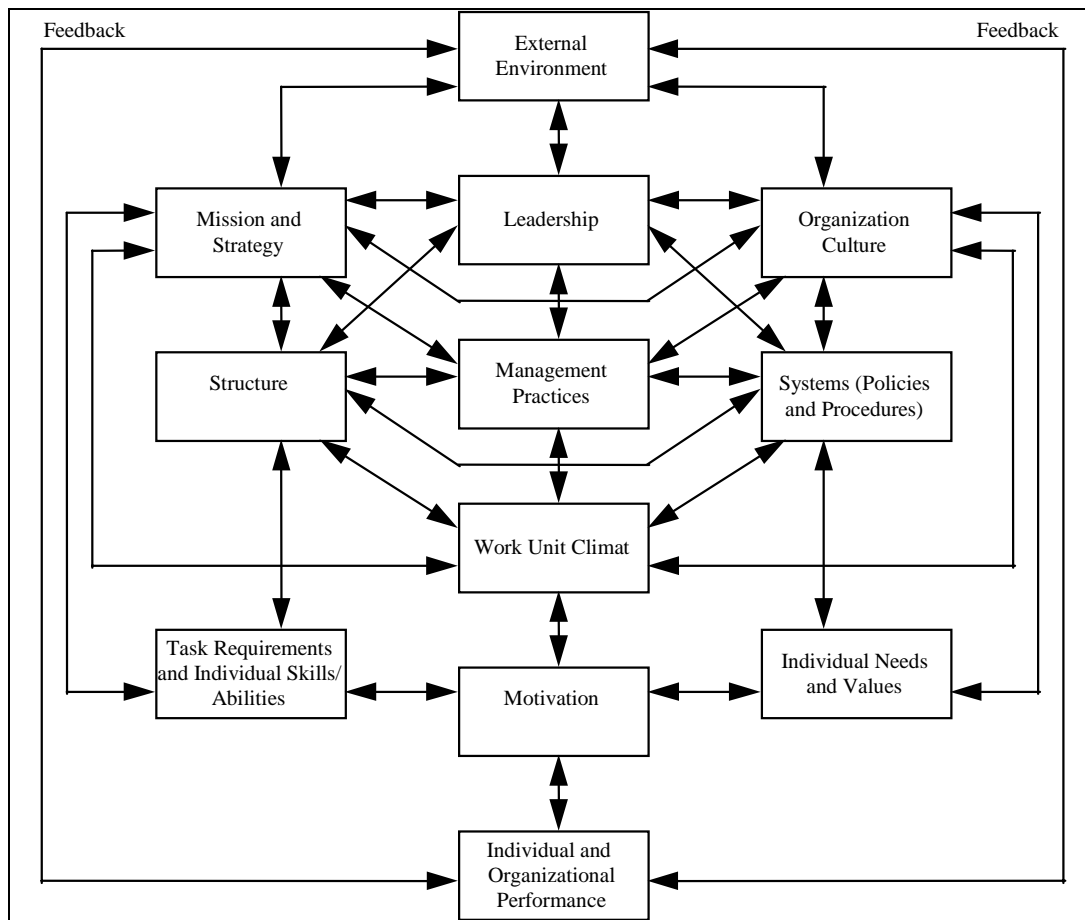 Feedback
External
Environment
Feedback
Mission and
Strategy
Leadership
Organization
Culture
Structure
Management
Practices
Systems (Policies
and Procedures)
Work Unit Climat
Task Requirements
and Individual Skills/
Abilities
Motivation
Individual Needs
and Values
Individual and
Organizational
Performance